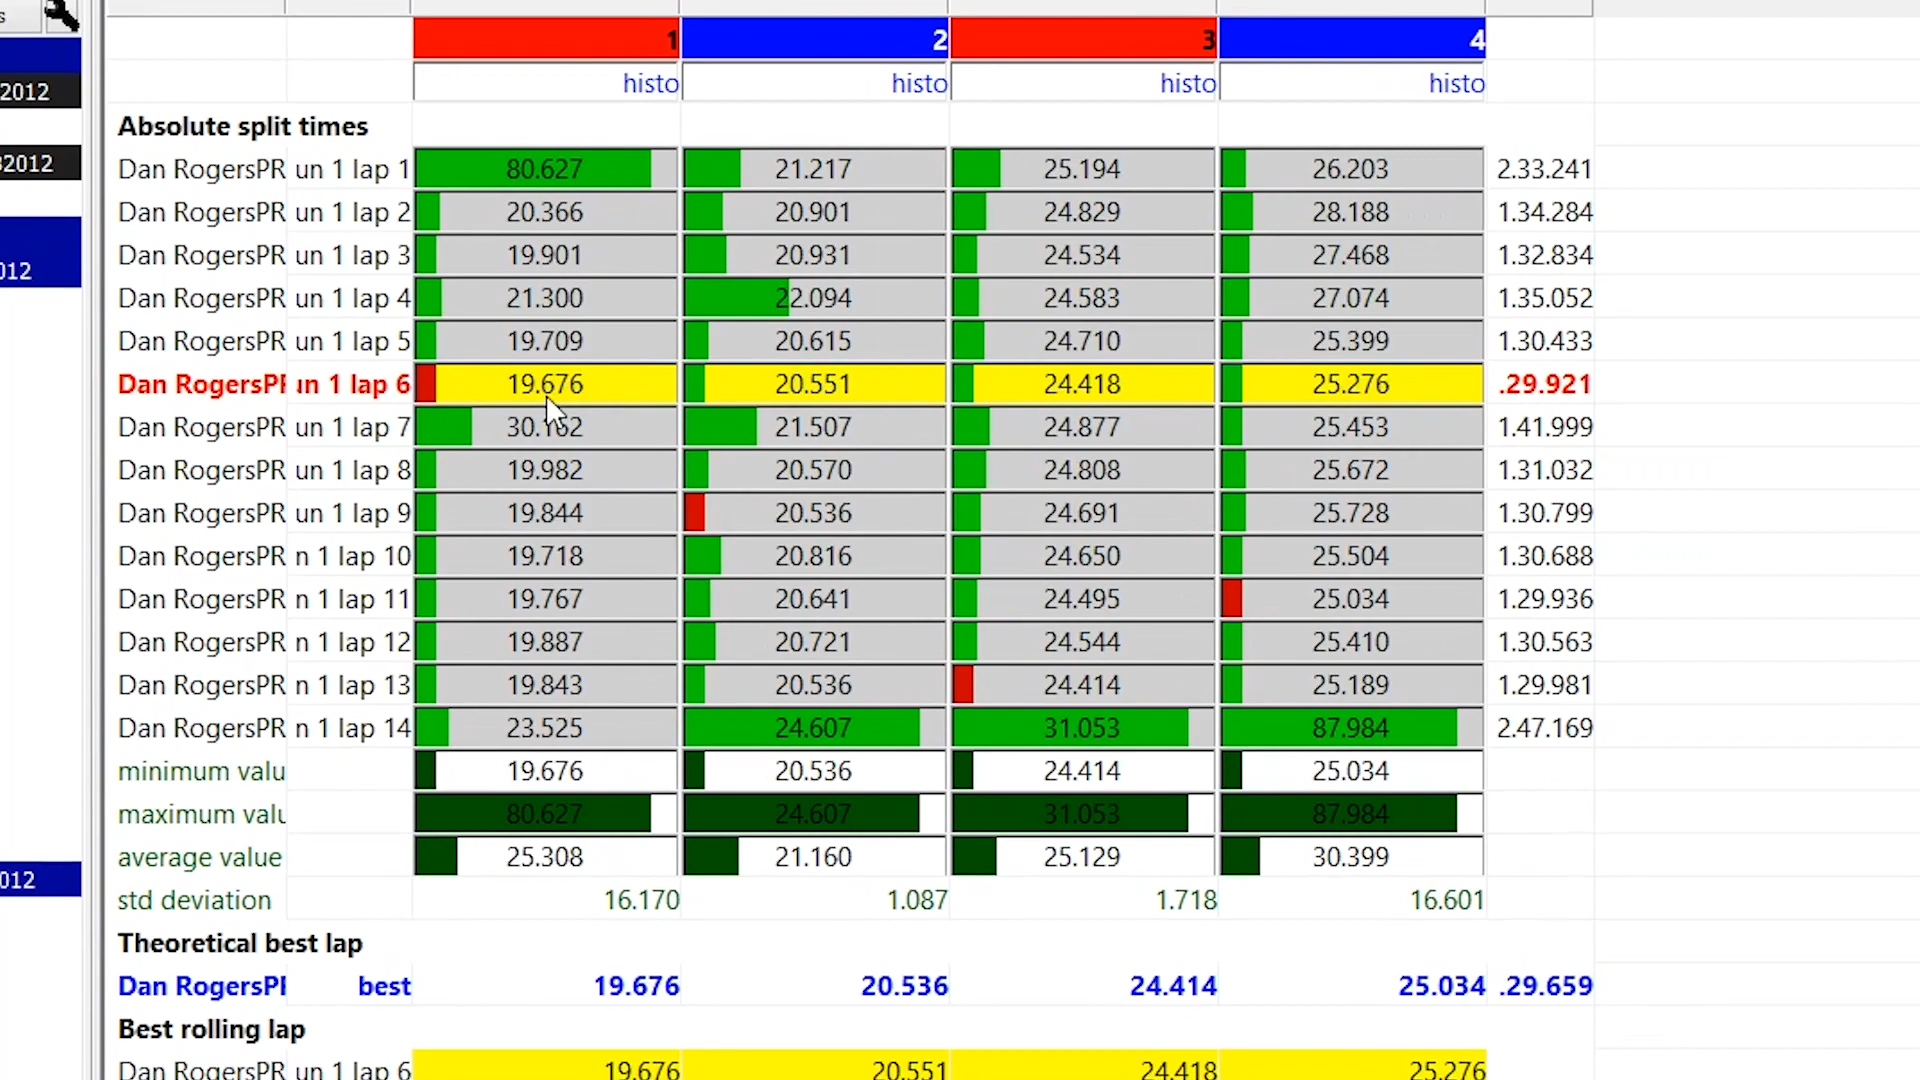 s
1 2 3 4
2012 histo histo histo histo
Absolute split times
2012 Dan RogersPR un 1 lap 1 80.627 21.217 25.194 26.203 2.33.241
Dan RogersPR un 1 lap 2 20.366 20.901 24.829 28.188 1.34.284
012 Dan RogersPR un 1 lap 3 19.901 20.931 24.534 27.468 1.32.834
Dan RogersPR un 1 lap 4 21.300 22.094 24.583 27.074 1.35.052
Dan RogersPR un 1 lap 5 19.709 20.615 24.710 25.399 1.30.433
Dan RogersPR un 1 lap 6 19.676 20.551 24.418 25.276 .29.921
Dan RogersPR un 1 lap 7 30.162 21.507 24.877 25.453 1.41.999
Dan RogersPR un 1 lap 8 19.982 20.570 24.808 25.672 1.31.032
Dan RogersPR un 1 lap 9 19.844 20.536 24.691 25.728 1.30.799
Dan RogersPR n 1 lap 10 19.718 20.816 24.650 25.504 1.30.688
Dan RogersPR n 1 lap 11 19.767 20.641 24.495 25.034 1.29.936
Dan RogersPR n 1 lap 12 19.887 20.721 24.544 25.410 1.30.563
Dan RogersPR n 1 lap 13 19.843 20.536 24.414 25.189 1.29.981
Dan RogersPR n 1 lap 14 23.525 24.607 31.053 87.984 2.47.169
minimum valu 19.676 20.536 24.414 25.034
maximum valu 80.627 24.607 31.053 87.984
012 average value 25.308 21.160 25.129 30.399
std deviation 16.170 1.087 1.718 16.601
Theoretical best lap
Dan RogersPR best 19.676 20.536 24.414 25.034 .29.659
Best rolling lap
Dan RogersPR un 1 lap 6 19.676 20.551 24.418 25.276